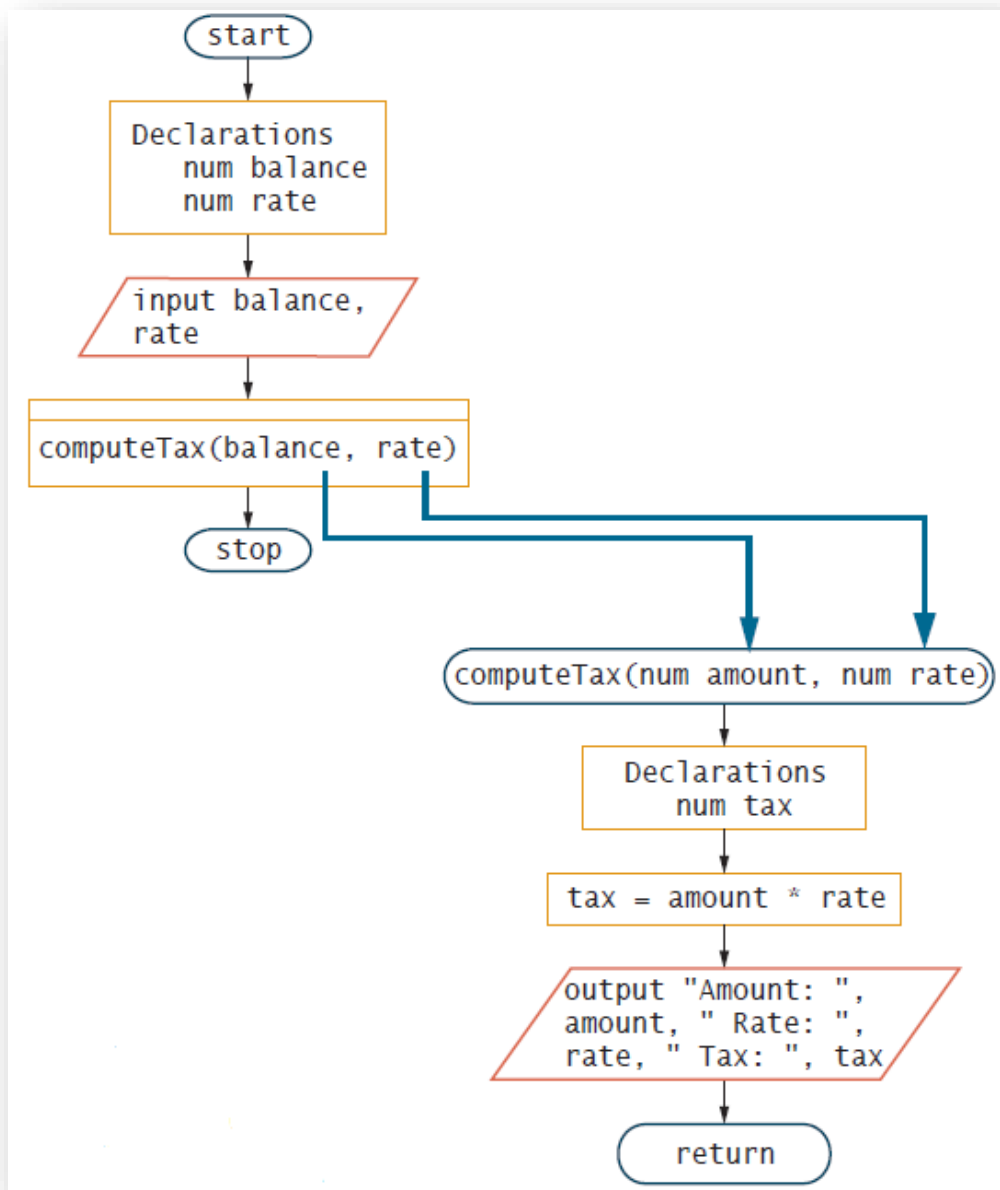 start
Declarations
num balance
num rate
input balance,
rate
computeTax(balance, rate)
stop
computeTax(num amount, num rate)
Declarations
num tax
tax = amount * rate
output "Amount: ",
amount, " Rate: ",
rate, " Tax: ", tax
return